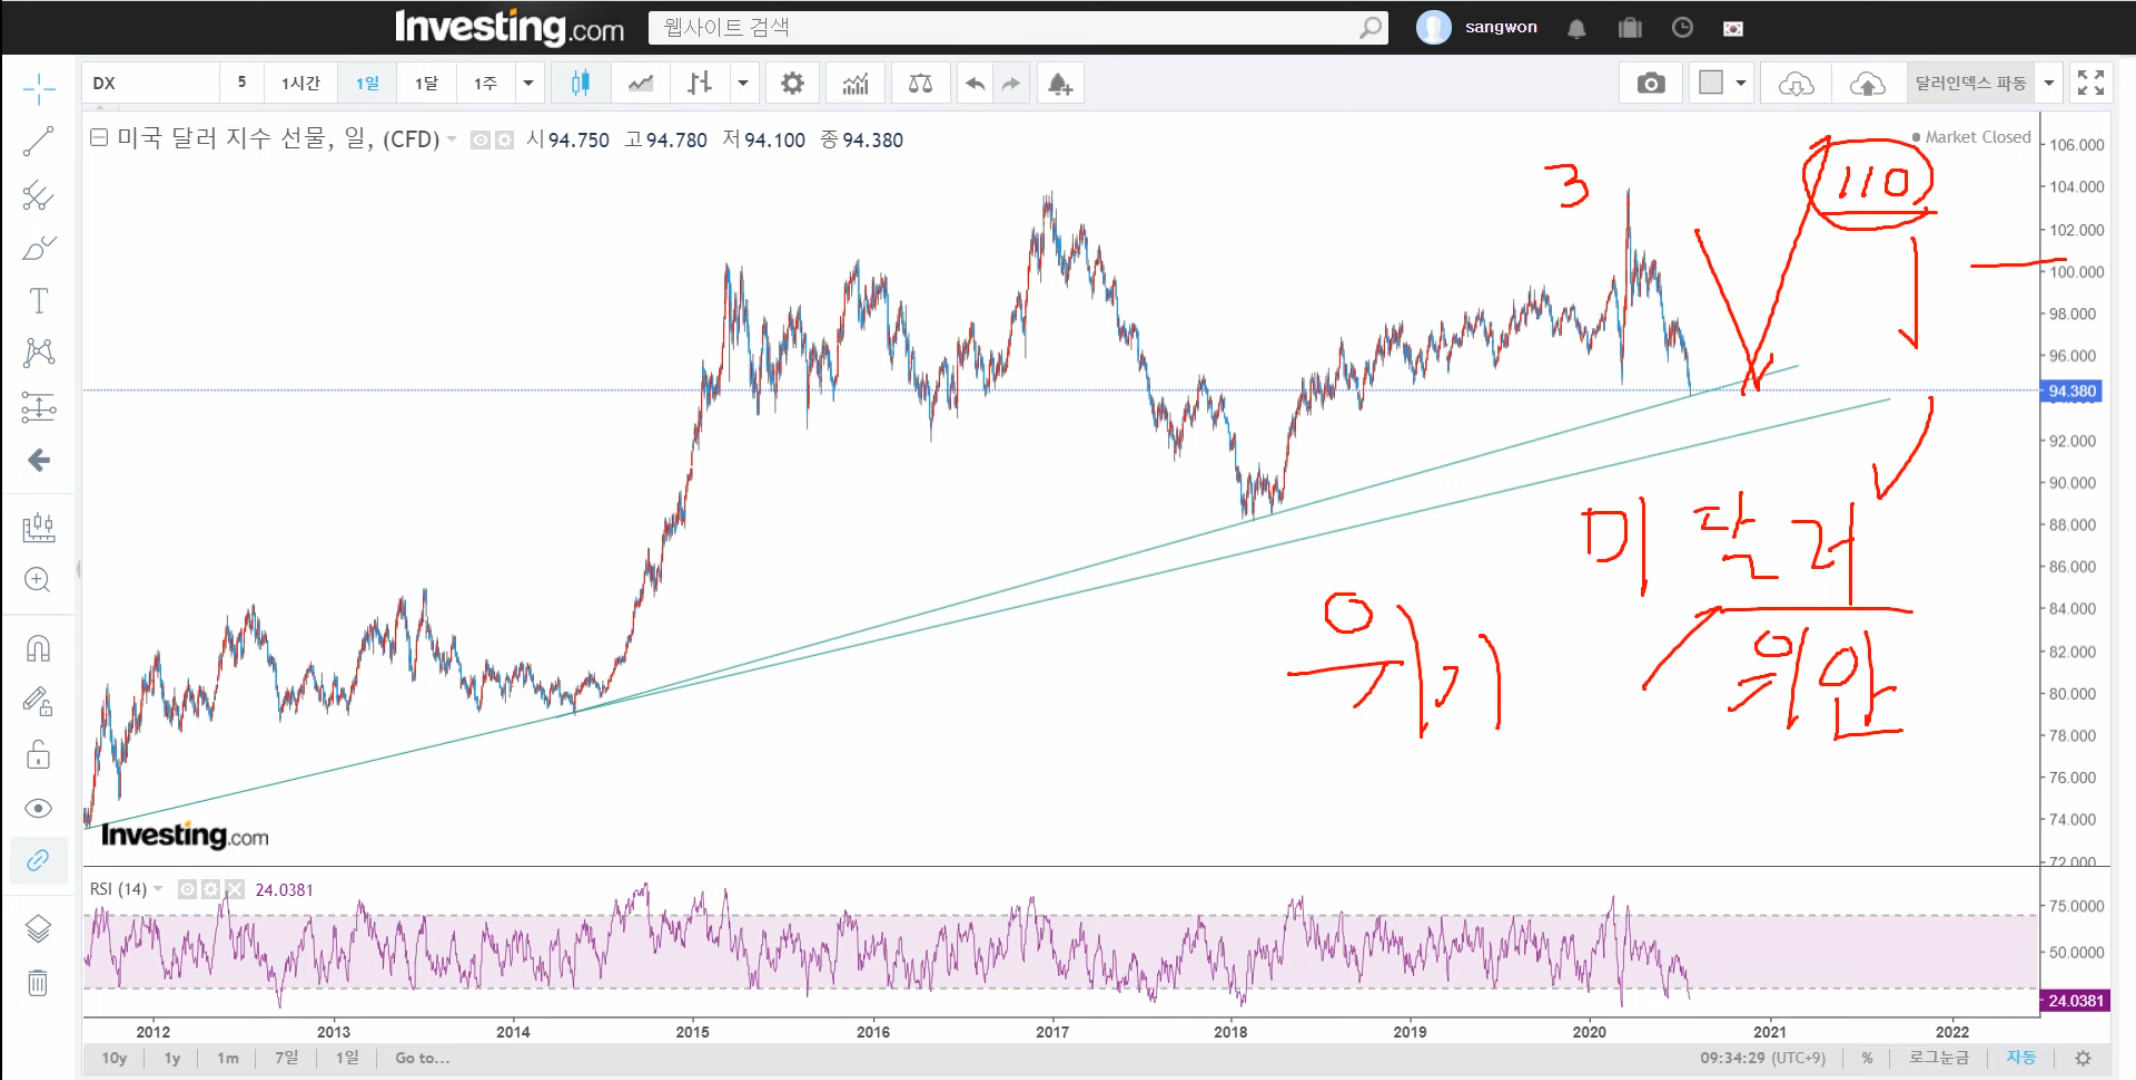 Investing.com
웹사이트 검색
sangwon
DX
5
1시간
1일
1달
1주
달러인덱스 파동
미국 달러 지수 선물, 일, (CFD)
시94.750 고94.780 저94.100 종94.380
Market Closed
106.000
104.000
102.000
100.000
98.000
96.000
94.380
92.000
90.000
88.000
86.000
84.000
82.000
80.000
78.000
76.000
74.000
72.000
3
110
미 달러
위안
위기
Investing.com
RSI (14)
24.0381
75.0000
50.0000
24.0381
2012 2013 2014 2015 2016 2017 2018 2019 2020 2021 2022
10y 1y 1m 7일 1일 Go to...
09:34:29 (UTC+9) % 로그눈금 자동